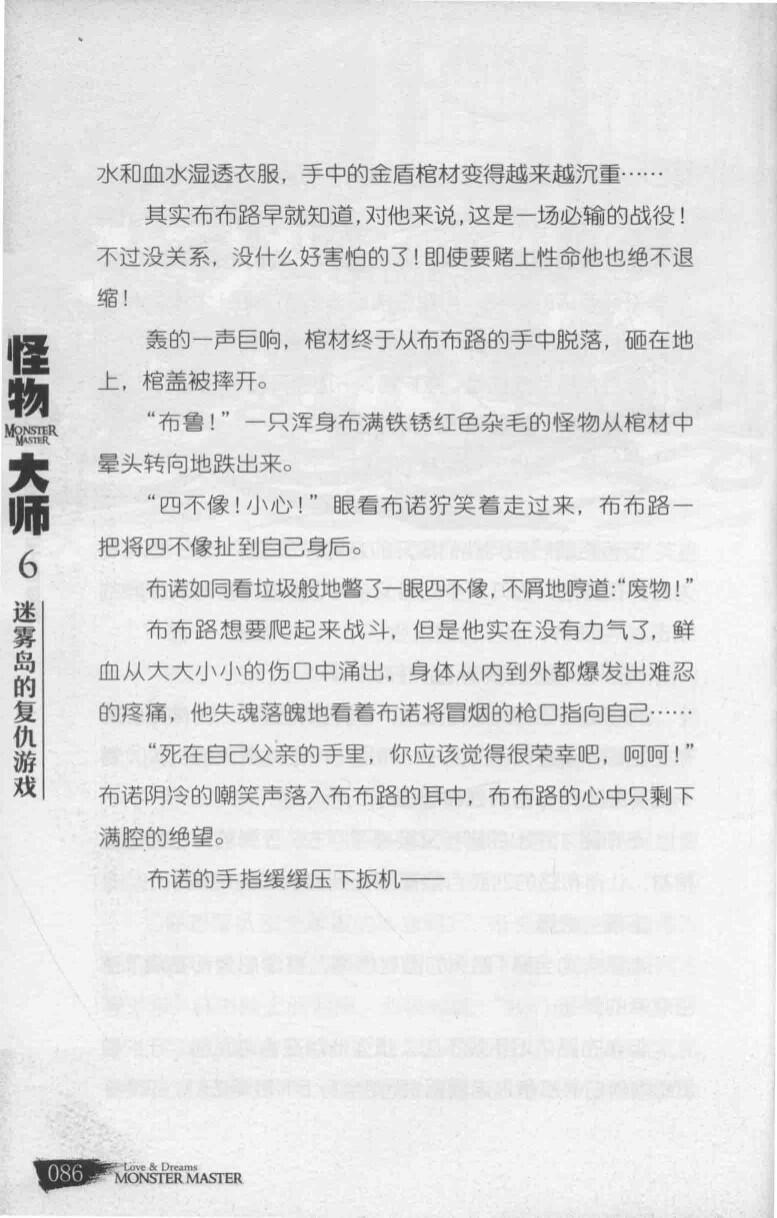 水和血水湿透衣服，手中的金盾棺材变得越来越沉重……
其实布布路早就知道，对他来说，这是一场必输的战役！
不过没关系，没什么好害怕的了！即使要赌上性命他也绝不退
缩！
轰的一声巨响，棺材终于从布布路的手中脱落，砸在地
上，棺盖被摔开。
“布鲁！”一只浑身布满铁锈红色杂毛的怪物从棺材中
晕头转向地跌出来。
“四不像！小心！”眼看布诺狞笑着走过来，布布路一
把将四不像扯到自己身后。
布诺如同看垃圾般地瞥了一眼四不像，不屑地哼道：“废物！”
布布路想要爬起来战斗，但是他实在没有力气了，鲜
血从大大小小的伤口中涌出，身体从内到外都爆发出难忍
的疼痛，他失魂落魄地看着布诺将冒烟的枪口指向自己……
“死在自己父亲的手里，你应该觉得很荣幸吧，呵呵！”
布诺阴冷的嘲笑声落入布布路的耳中，布布路的心中只剩下
满腔的绝望。
布诺的手指缓缓压下扳机——
怪物
MONSTER
MASTER
大师
6
迷雾岛的复仇游戏
086
Love & Dreams
MONSTER MASTER